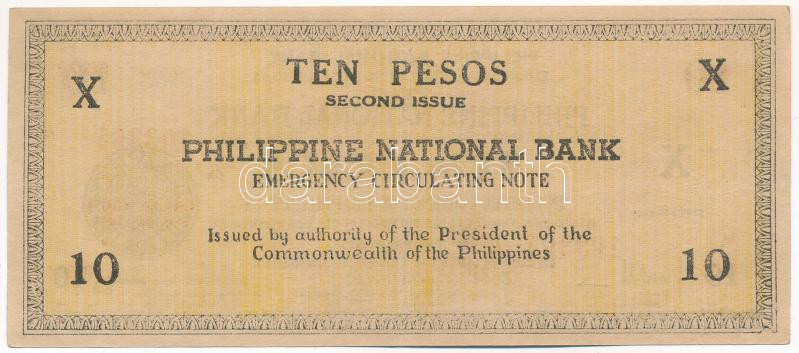 X TEN PESOS X
SECOND ISSUE
PHILIPPINE NATIONAL BANK
darabanth
EMERGENCY CIRCULATING NOTE
Issued by authority of the President of the
Commonwealth of the Philippines
10 10